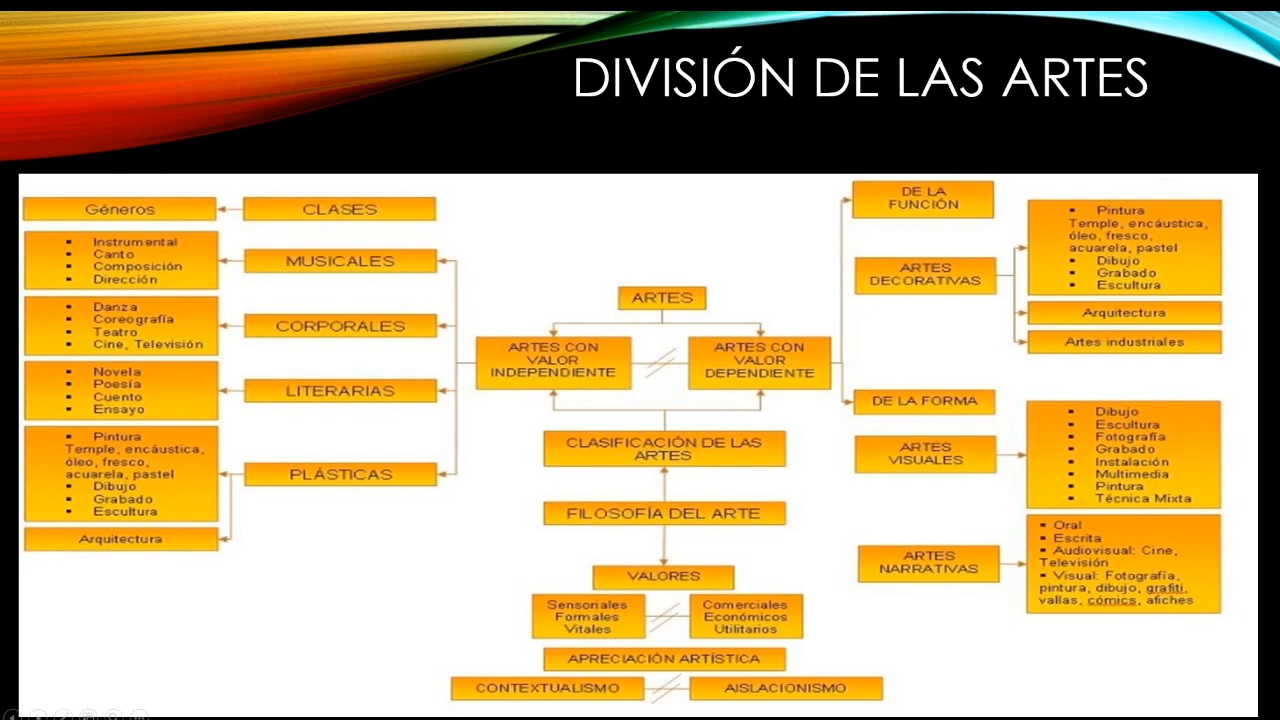 DIVISIÓN DE LAS ARTES
Géneros
CLASES
▪ Instrumental
▪ Canto
▪ Composición
▪ Dirección
MUSICALES
▪ Danza
▪ Coreografía
▪ Teatro
▪ Cine, Televisión
CORPORALES
▪ Novela
▪ Poesía
▪ Cuento
▪ Ensayo
LITERARIAS
▪ Pintura
Temple, encáustica,
óleo, fresco,
acuarela, pastel
▪ Dibujo
▪ Grabado
▪ Escultura
PLÁSTICAS
Arquitectura
ARTES
ARTES CON
VALOR
INDEPENDIENTE
ARTES CON
VALOR
DEPENDIENTE
CLASIFICACIÓN DE LAS
ARTES
FILOSOFÍA DEL ARTE
VALORES
Sensoriales
Formales
Vitales
Comerciales
Económicos
Utilitarios
APRECIACIÓN ARTÍSTICA
CONTEXTUALISMO
AISLACIONISMO
DE LA
FUNCIÓN
ARTES
DECORATIVAS
▪ Pintura
Temple, encáustica,
óleo, fresco,
acuarela, pastel
▪ Dibujo
▪ Grabado
▪ Escultura
Arquitectura
Artes industriales
DE LA FORMA
ARTES
VISUALES
▪ Dibujo
▪ Escultura
▪ Fotografía
▪ Grabado
▪ Instalación
▪ Multimedia
▪ Pintura
▪ Técnica Mixta
ARTES
NARRATIVAS
▪ Oral
▪ Escrita
▪ Audiovisual: Cine,
Televisión
▪ Visual: Fotografía,
pintura, dibujo, grafiti,
vallas, cómics, afiches